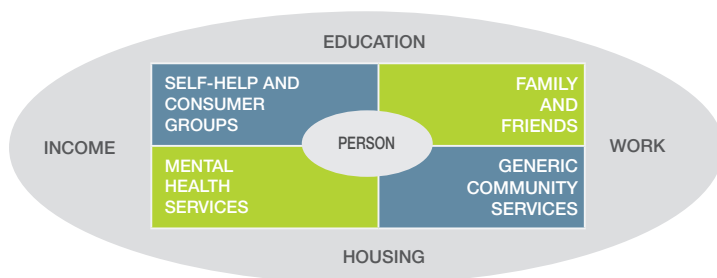 EDUCATION
SELF-HELP AND
CONSUMER
GROUPS
FAMILY
AND
FRIENDS
INCOME
PERSON
WORK
MENTAL
HEALTH
SERVICES
GENERIC
COMMUNITY
SERVICES
HOUSING